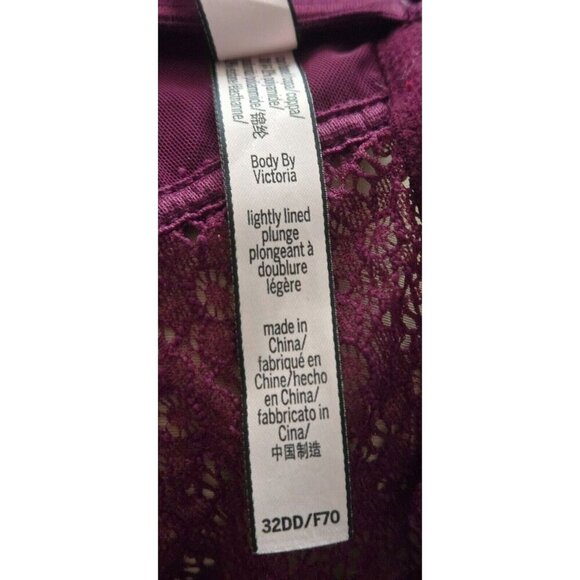 Body By
Victoria
lightly lined
plunge
plongeant à
doublure
légère
made in
China/
fabriqué en
Chine/hecho
en China/
fabbricato in
Cina/
中国制造
32DD/F70